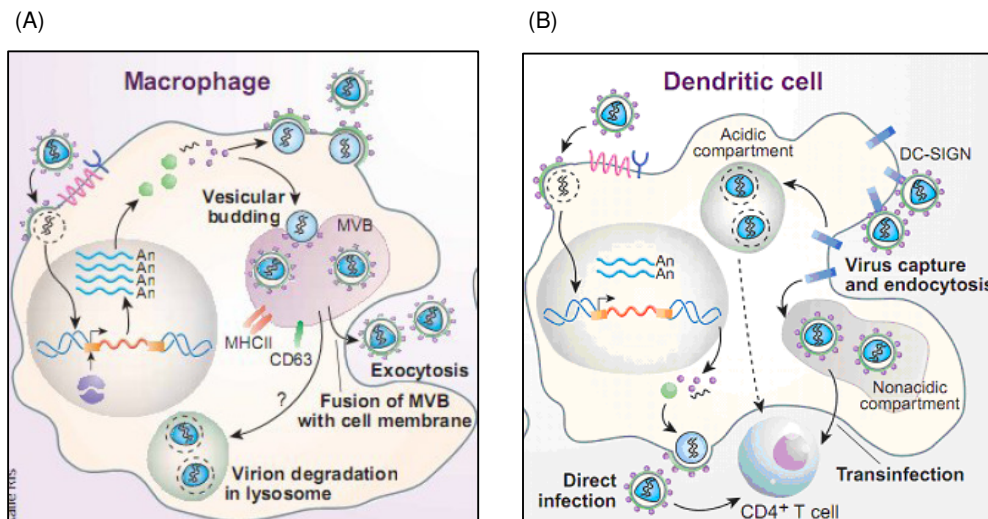 (A)
(B)
Macrophage
Vesicular
budding
MVB
An
An
An
An
MHCII
CD63
Exocytosis
?
Fusion of MVB
with cell membrane
Virion degradation
in lysosome
Dendritic cell
Acidic
compartment
DC-SIGN
An
An
Virus capture
and endocytosis
Nonacidic
compartment
Direct
infection
Transinfection
CD4⁺ T cell